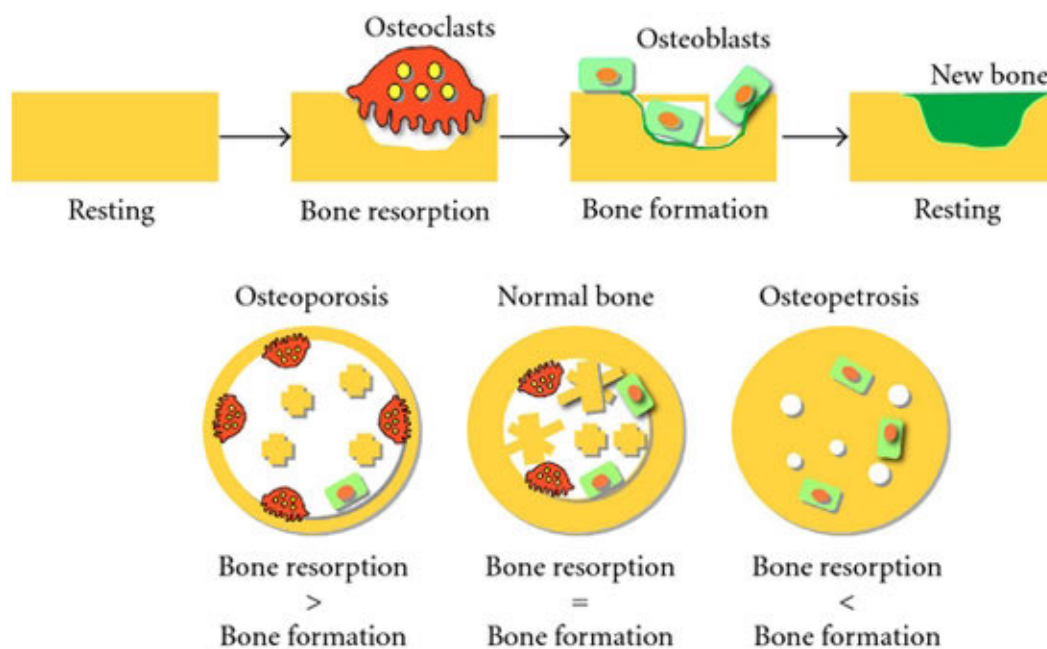 Osteoclasts
Osteoblasts
New bone
Resting
Bone resorption
Bone formation
Resting
Osteoporosis
Normal bone
Osteopetrosis
Bone resorption
>
Bone formation
Bone resorption
=
Bone formation
Bone resorption
<
Bone formation